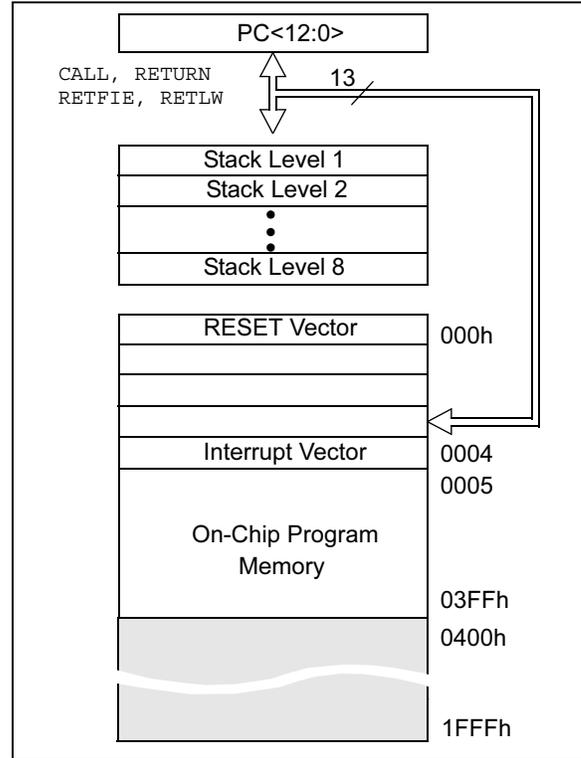 PC<12:0>
CALL, RETURN
RETFIE, RETLW
13
Stack Level 1
Stack Level 2
Stack Level 8
RESET Vector
000h
Interrupt Vector
0004
0005
On-Chip Program
Memory
03FFh
0400h
1FFFh